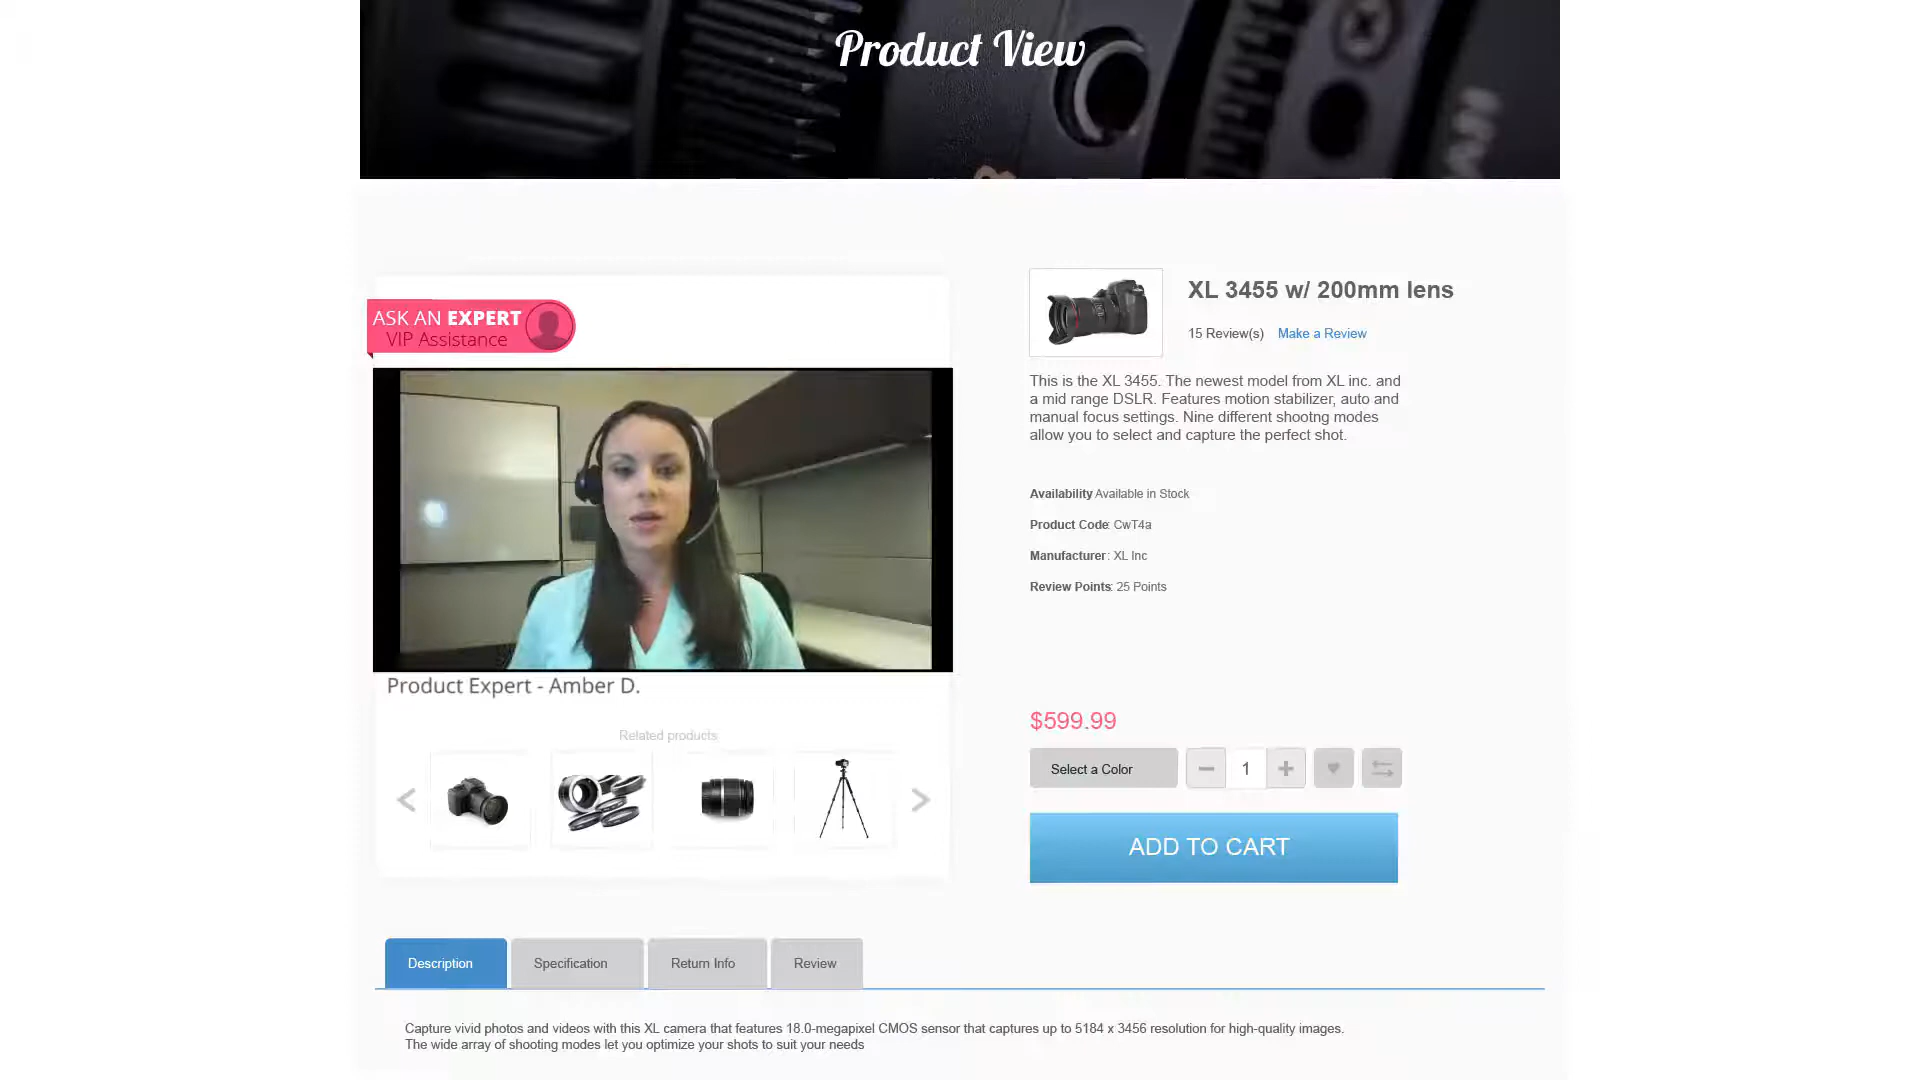 Product View
ASK AN EXPERT
VIP Assistance
Product Expert - Amber D.
Related products
XL 3455 w/ 200mm lens
15 Review(s) Make a Review
This is the XL 3455. The newest model from XL inc. and
a mid range DSLR. Features motion stabilizer, auto and
manual focus settings. Nine different shootng modes
allow you to select and capture the perfect shot.
Availability Available in Stock
Product Code: CwT4a
Manufacturer: XL Inc
Review Points: 25 Points
$599.99
Select a Color
1
ADD TO CART
Description
Specification
Return Info
Review
Capture vivid photos and videos with this XL camera that features 18.0-megapixel CMOS sensor that captures up to 5184 x 3456 resolution for high-quality images.
The wide array of shooting modes let you optimize your shots to suit your needs